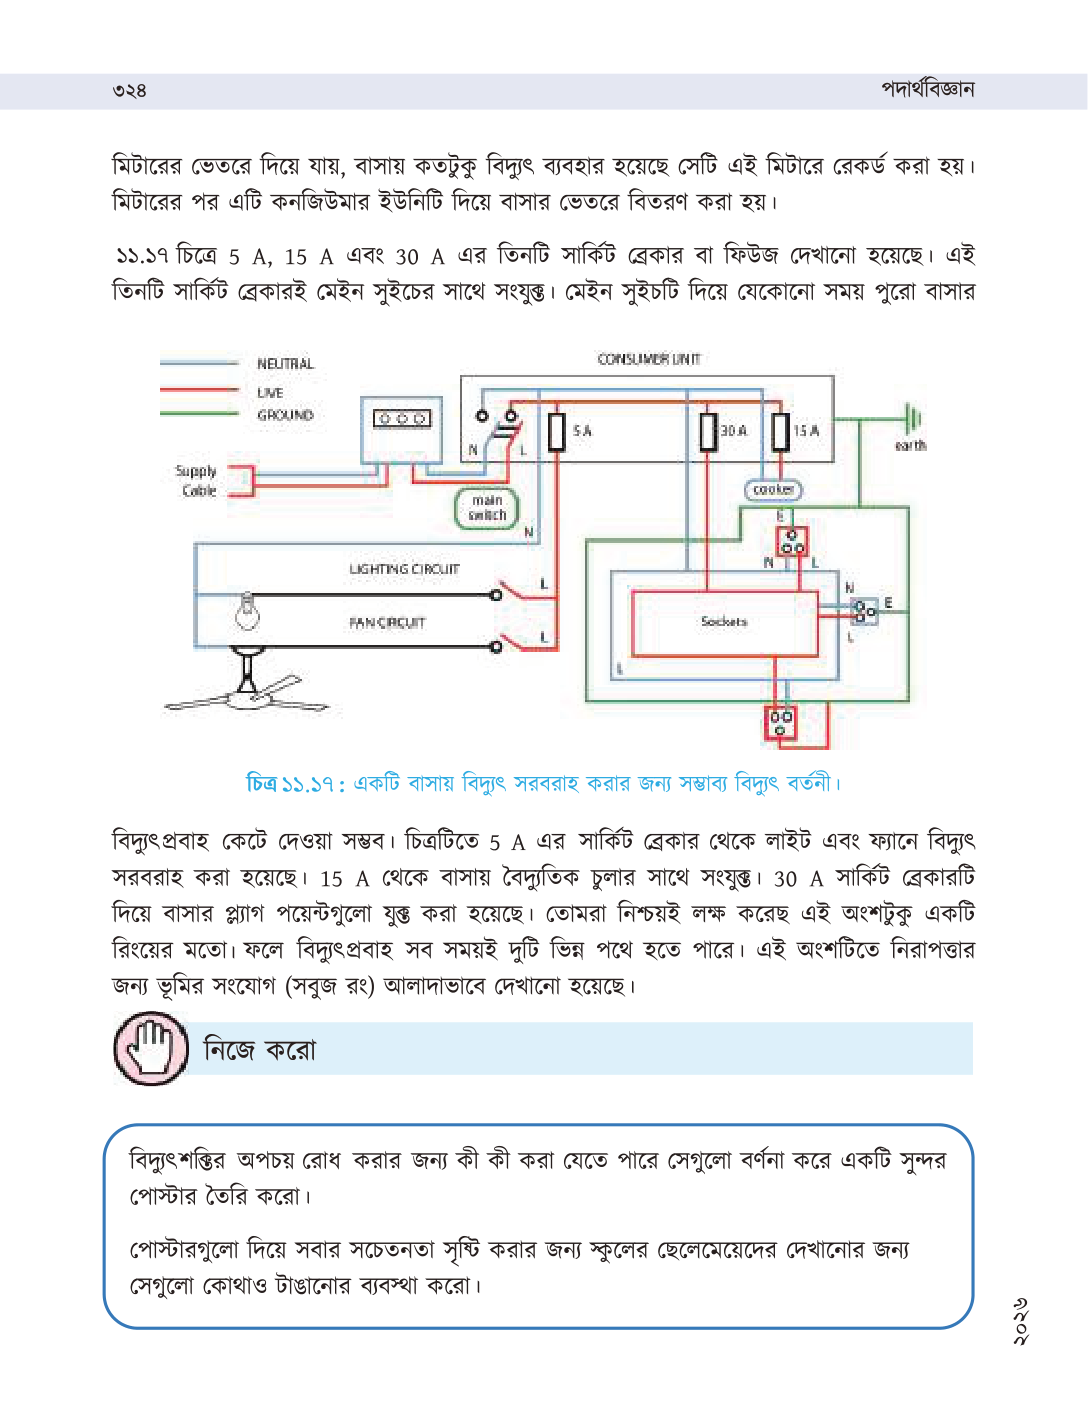 ৩২৪
পদার্থবিজ্ঞান
মিটারের ভেতরে দিয়ে যায়, বাসায় কতটুকু বিদ্যুৎ ব্যবহার হয়েছে সেটি এই মিটারে রেকর্ড করা হয়।
মিটারের পর এটি কনজিউমার ইউনিটি দিয়ে বাসার ভেতরে বিতরণ করা হয়।
১১.১৭ চিত্রে 5 A, 15 A এবং 30 A এর তিনটি সার্কিট ব্রেকার বা ফিউজ দেখানো হয়েছে। এই
তিনটি সার্কিট ব্রেকারই মেইন সুইচের সাথে সংযুক্ত। মেইন সুইচটি দিয়ে যেকোনো সময় পুরো বাসার
CONSUMER UNIT
NEUTRAL
LIVE
GROUND
5 A
30 A
15 A
earth
N
L
Supply
Cable
main
switch
cooker
E
N
LIGHTING CIRCUIT
N
L
L
N
E
FAN CIRCUIT
Sockets
L
L
L
চিত্র ১১.১৭ : একটি বাসায় বিদ্যুৎ সরবরাহ করার জন্য সম্ভাব্য বিদ্যুৎ বর্তনী।
বিদ্যুৎপ্রবাহ কেটে দেওয়া সম্ভব। চিত্রটিতে 5 A এর সার্কিট ব্রেকার থেকে লাইট এবং ফ্যানে বিদ্যুৎ
সরবরাহ করা হয়েছে। 15 A থেকে বাসায় বৈদ্যুতিক চুলার সাথে সংযুক্ত। 30 A সার্কিট ব্রেকারটি
দিয়ে বাসার প্ল্যাগ পয়েন্টগুলো যুক্ত করা হয়েছে। তোমরা নিশ্চয়ই লক্ষ করেছ এই অংশটুকু একটি
রিংয়ের মতো। ফলে বিদ্যুৎপ্রবাহ সব সময়ই দুটি ভিন্ন পথে হতে পারে। এই অংশটিতে নিরাপত্তার
জন্য ভূমির সংযোগ (সবুজ রং) আলাদাভাবে দেখানো হয়েছে।
নিজে করো
বিদ্যুৎশক্তির অপচয় রোধ করার জন্য কী কী করা যেতে পারে সেগুলো বর্ণনা করে একটি সুন্দর
পোস্টার তৈরি করো।
পোস্টারগুলো দিয়ে সবার সচেতনতা সৃষ্টি করার জন্য স্কুলের ছেলেমেয়েদের দেখানোর জন্য
সেগুলো কোথাও টাঙানোর ব্যবস্থা করো।
২০২৬